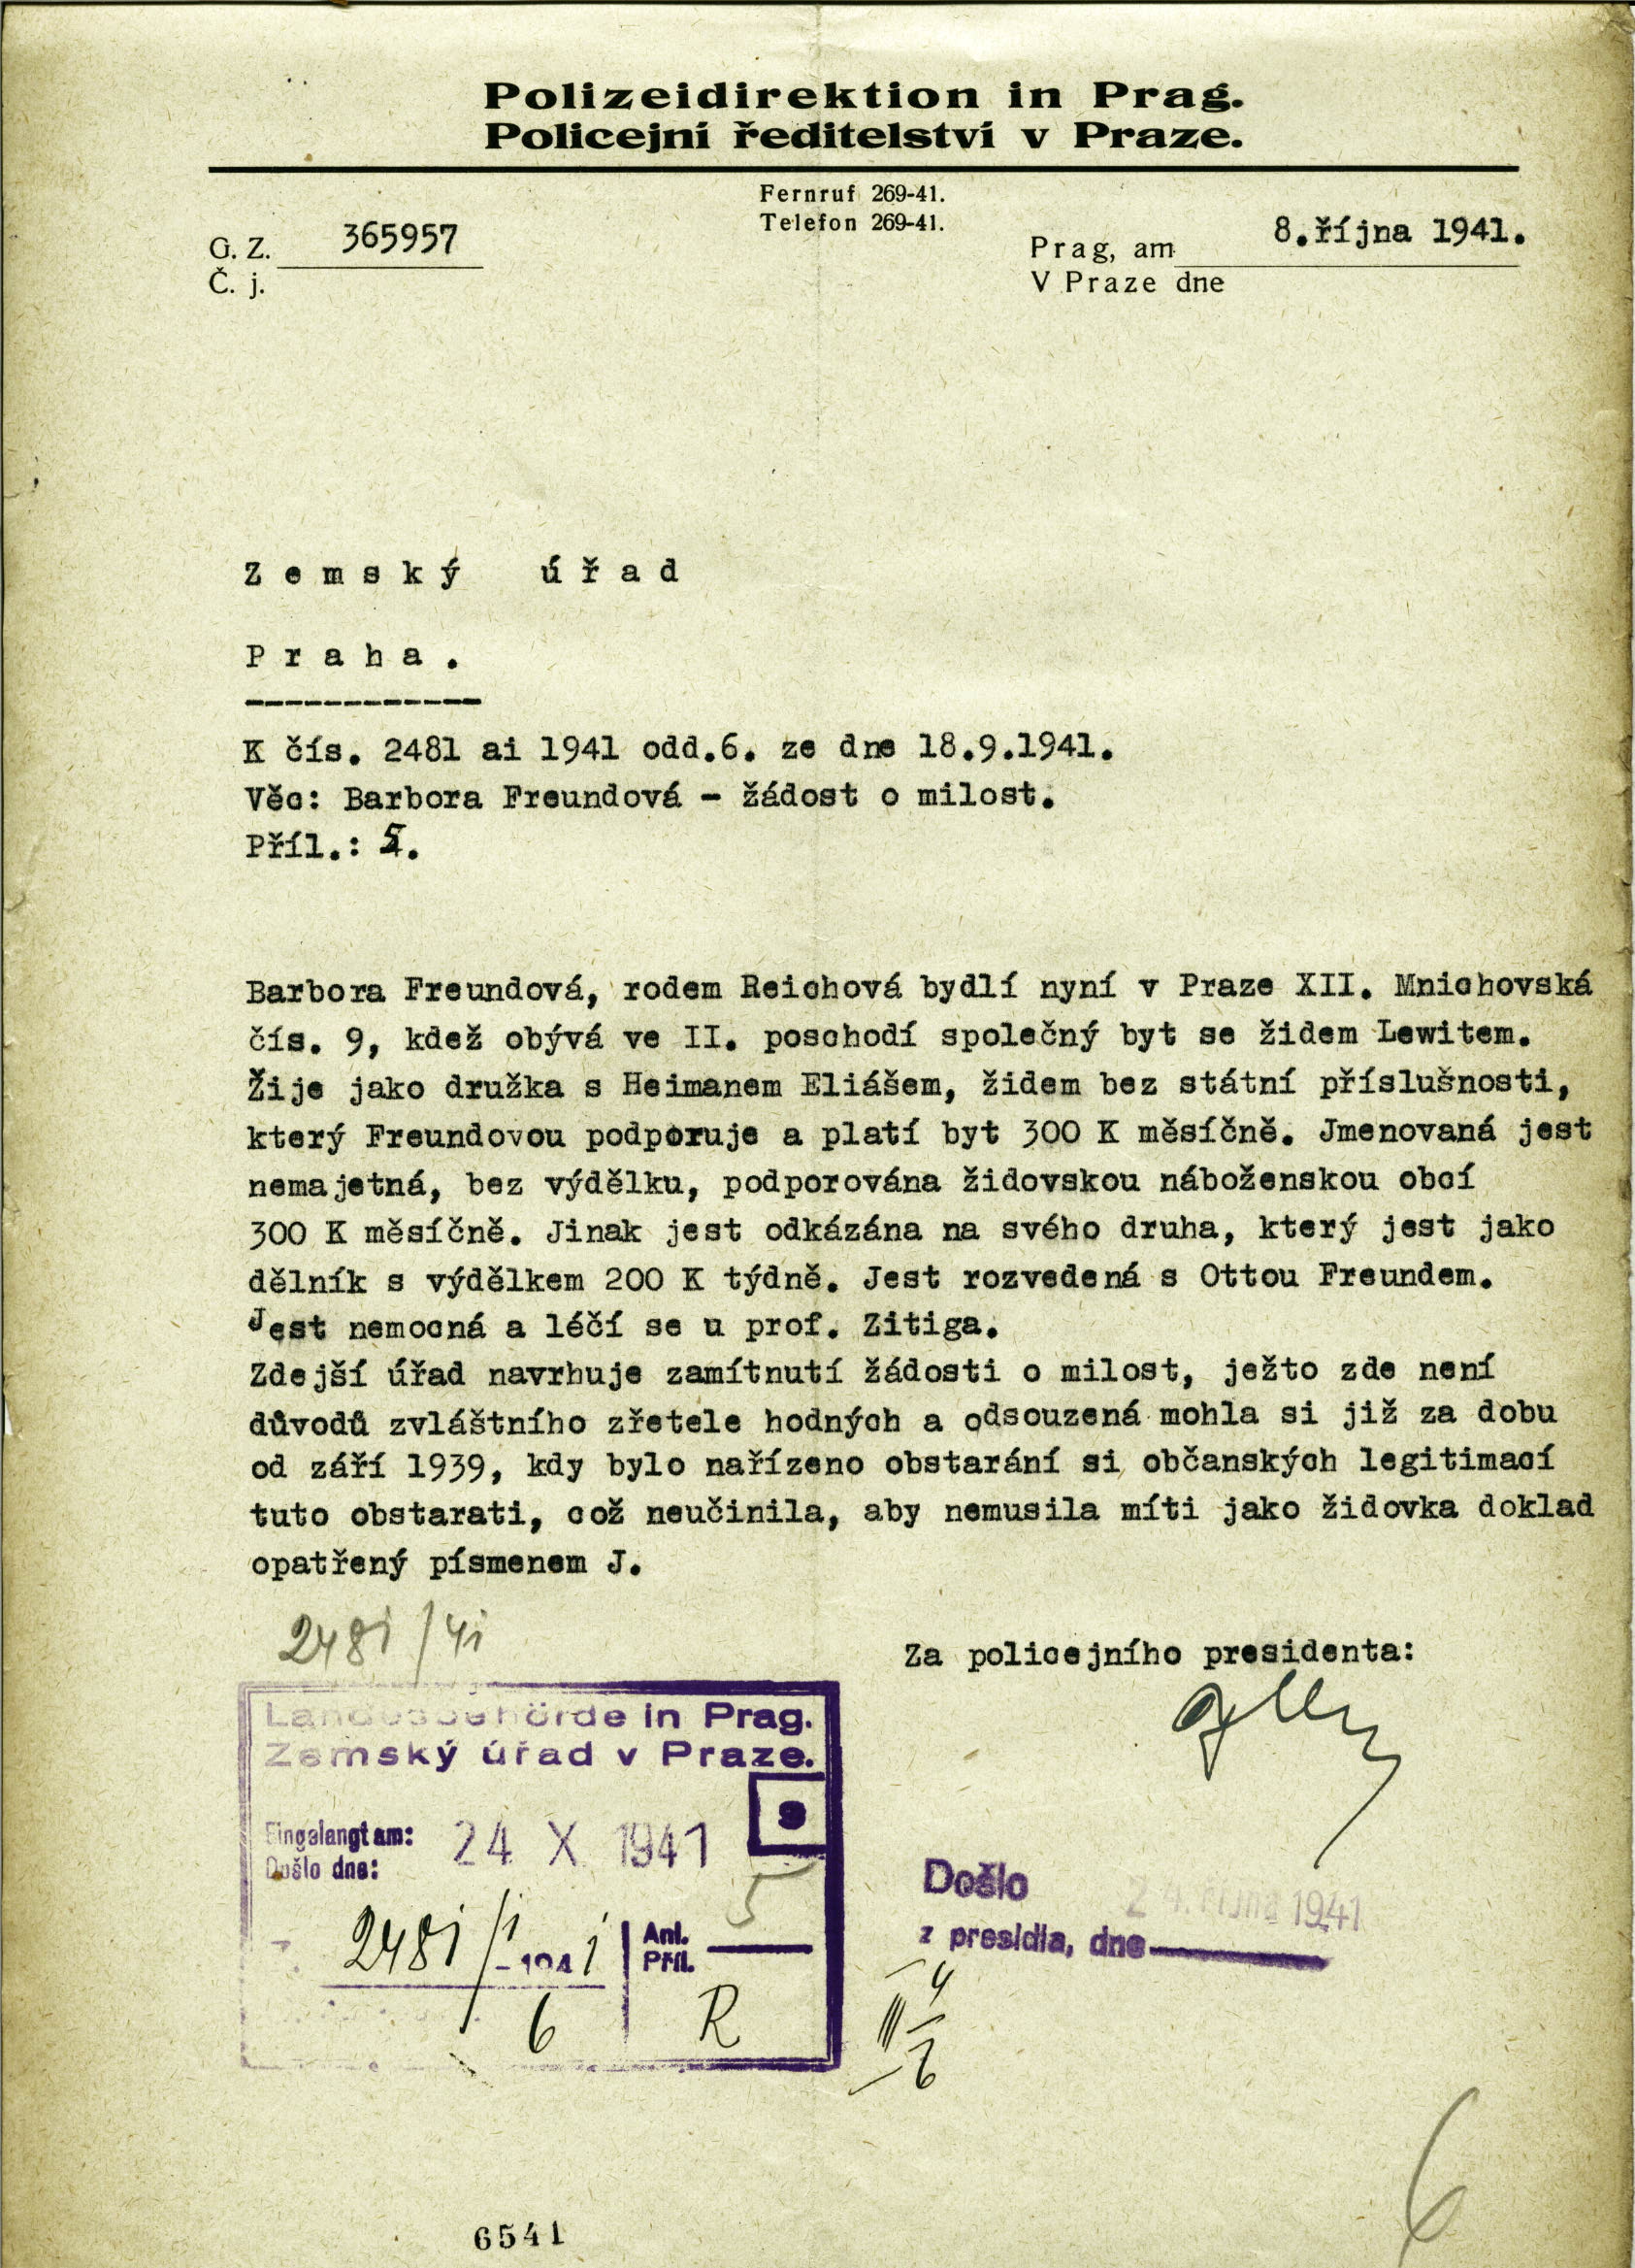 Polizeidirektion in Prag.
Policejní ředitelství v Praze.
Fernruf 269-41.
Telefon 269-41.
G. Z. 365957
Č. j.
Prag, am 8.října 1941.
V Praze dne
Zemský úřad
Praha.
------------
K čís. 2481 ai 1941 odd.6. ze dne 18.9.1941.
Věc: Barbora Freundová - žádost o milost.
Příl.: 5.
Barbora Freundová, rodem Reichová bydlí nyní v Praze XII. Mnichovská
čís. 9, kdež obývá ve II. poschodí společný byt se židem Lewitem.
Žije jako družka s Heimanem Eliášem, židem bez státní příslušnosti,
který Freundovou podporuje a platí byt 300 K měsíčně. Jmenovaná jest
nemajetná, bez výdělku, podporována židovskou náboženskou obcí
300 K měsíčně. Jinak jest odkázána na svého druha, který jest jako
dělník s výdělkem 200 K týdně. Jest rozvedená s Ottou Freundem.
Jest nemocná a léčí se u prof. Zitiga.
Zdejší úřad navrhuje zamítnutí žádosti o milost, ježto zde není
důvodů zvláštního zřetele hodných a odsouzená mohla si již za dobu
od září 1939, kdy bylo nařízeno obstarání si občanských legitimací
tuto obstarati, což neučinila, aby nemusila míti jako židovka doklad
opatřený písmenem J.
2481/41
Za policejního presidenta:
Landesbehörde in Prag.
Zemský úřad v Praze.
9
Eingelangt am:
Došlo dne:
24 X 1941
5
2481/1 - 1941
Anl.
Příl.
6
R
Došlo
z presidia, dne 24. října 1941
4
III
6
6
6541